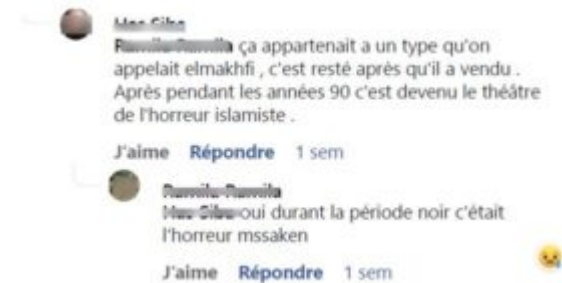 ça appartenait a un type qu'on
appelait elmakhfi , c'est resté après qu'il a vendu .
Après pendant les années 90 c'est devenu le théâtre
de l'horreur islamiste .
J'aime Répondre 1 sem
oui durant la période noir c'était
l'horreur mssaken
J'aime Répondre 1 sem